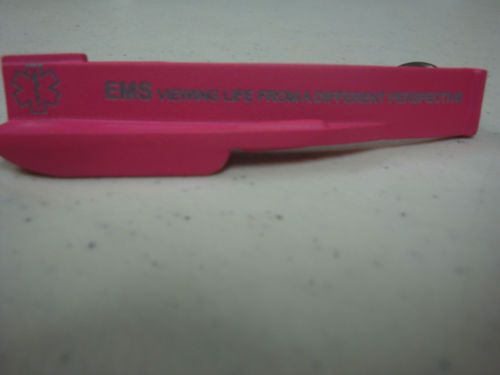 EMS VIEWING LIFE FROM A DIFFERENT PERSPECTIVE